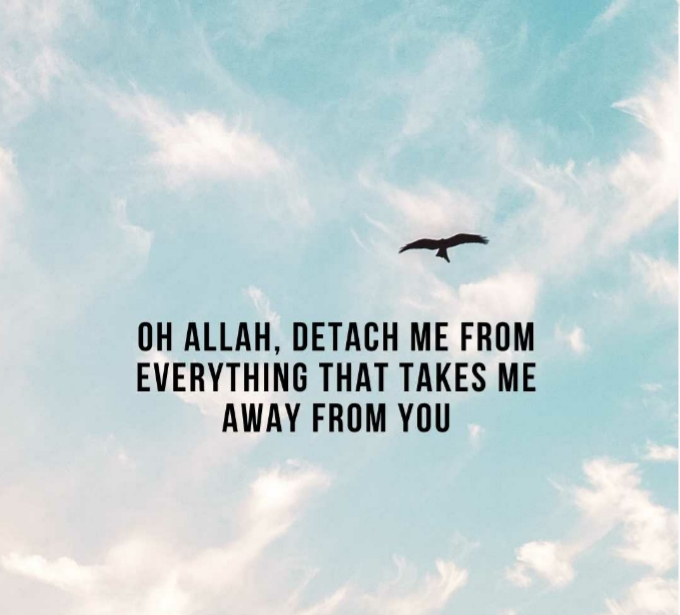 OH ALLAH, DETACH ME FROM
EVERYTHING THAT TAKES ME
AWAY FROM YOU